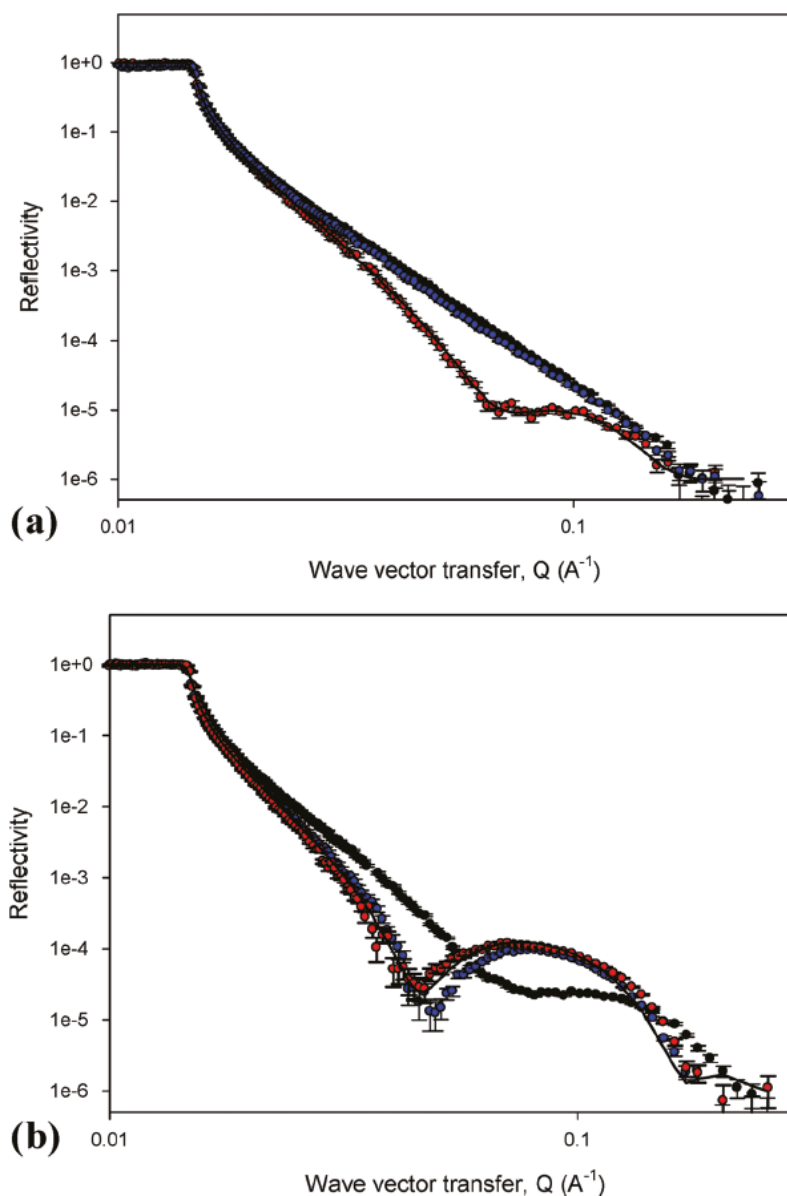 1e+0
1e-1
1e-2
1e-3
1e-4
1e-5
1e-6
Reflectivity
0.01 0.1
(a)
Wave vector transfer, Q (A⁻¹)
1e+0
1e-1
1e-2
1e-3
1e-4
1e-5
1e-6
Reflectivity
0.01 0.1
(b)
Wave vector transfer, Q (A⁻¹)